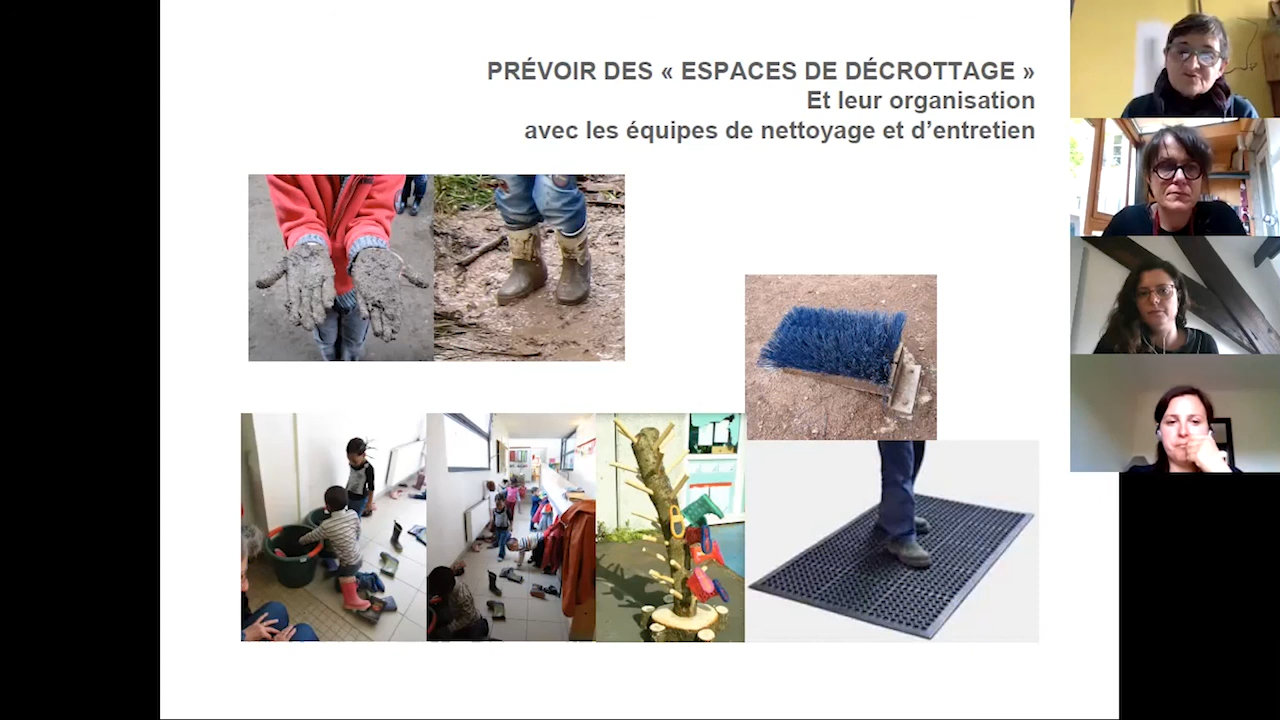 PRÉVOIR DES « ESPACES DE DÉCROTTAGE »
Et leur organisation
avec les équipes de nettoyage et d’entretien